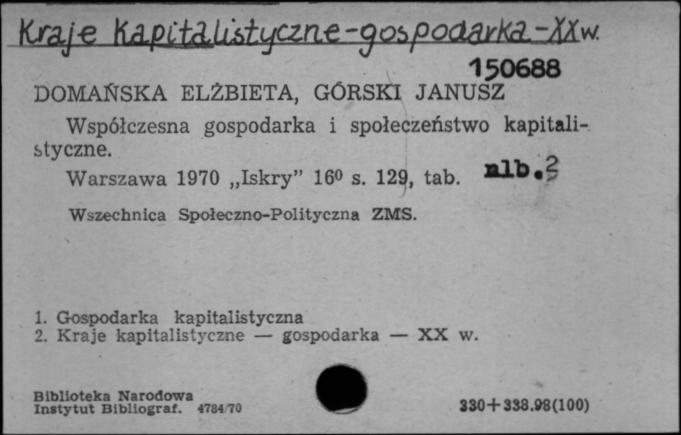 Kraje Kapitalistyczne-gospodarka-XXw.
150688
DOMAŃSKA ELŻBIETA, GÓRSKI JANUSZ
Współczesna gospodarka i społeczeństwo kapitali-
styczne.
Warszawa 1970 „Iskry” 16⁰ s. 129, tab. nlb.2
Wszechnica Społeczno-Polityczna ZMS.
1. Gospodarka kapitalistyczna
2. Kraje kapitalistyczne — gospodarka — XX w.
Biblioteka Narodowa
Instytut Bibliograf. 4784/70
330+338.98(100)